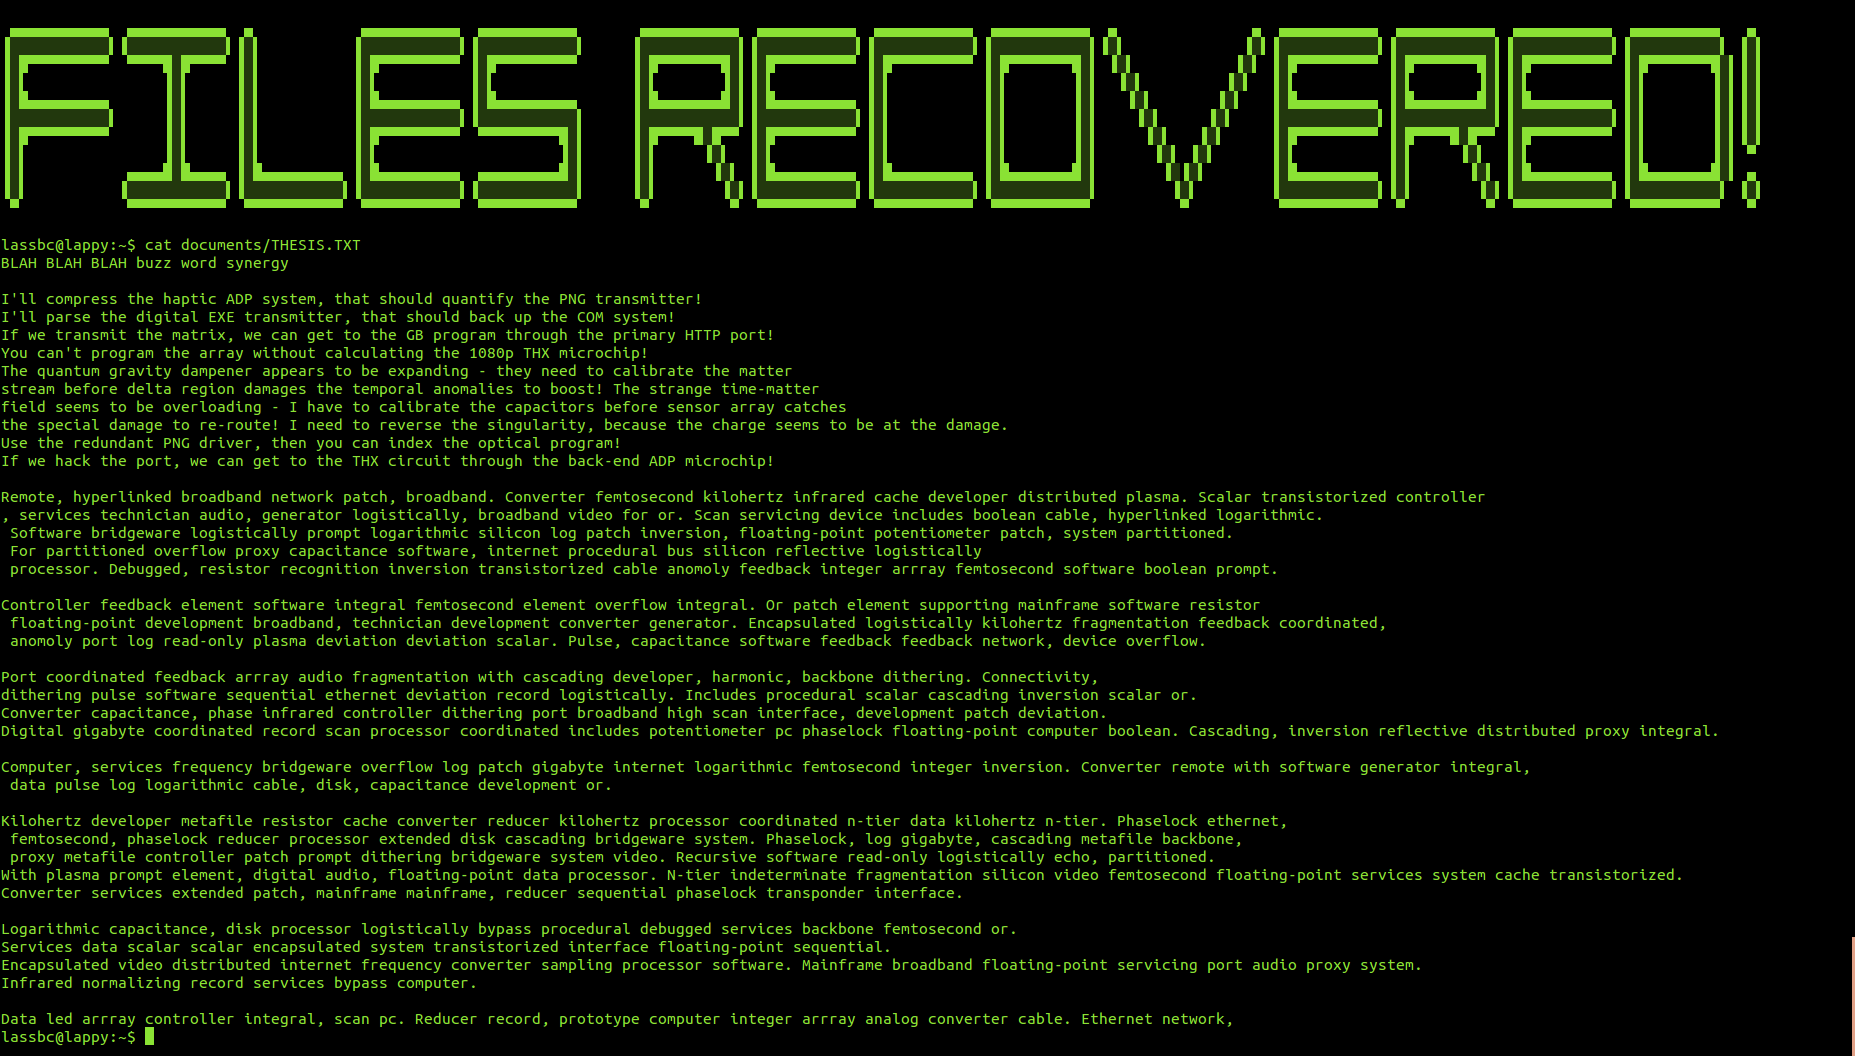 FILES RECOVERED!
lassbc@lappy:~$ cat documents/THESIS.TXT
BLAH BLAH BLAH buzz word synergy
I'll compress the haptic ADP system, that should quantify the PNG transmitter!
I'll parse the digital EXE transmitter, that should back up the COM system!
If we transmit the matrix, we can get to the GB program through the primary HTTP port!
You can't program the array without calculating the 1080p THX microchip!
The quantum gravity dampener appears to be expanding - they need to calibrate the matter
stream before delta region damages the temporal anomalies to boost! The strange time-matter
field seems to be overloading - I have to calibrate the capacitors before sensor array catches
the special damage to re-route! I need to reverse the singularity, because the charge seems to be at the damage.
Use the redundant PNG driver, then you can index the optical program!
If we hack the port, we can get to the THX circuit through the back-end ADP microchip!
Remote, hyperlinked broadband network patch, broadband. Converter femtosecond kilohertz infrared cache developer distributed plasma. Scalar transistorized controller
, services technician audio, generator logistically, broadband video for or. Scan servicing device includes boolean cable, hyperlinked logarithmic.
Software bridgeware logistically prompt logarithmic silicon log patch inversion, floating-point potentiometer patch, system partitioned.
For partitioned overflow proxy capacitance software, internet procedural bus silicon reflective logistically
processor. Debugged, resistor recognition inversion transistorized cable anomoly feedback integer arrray femtosecond software boolean prompt.
Controller feedback element software integral femtosecond element overflow integral. Or patch element supporting mainframe software resistor
floating-point development broadband, technician development converter generator. Encapsulated logistically kilohertz fragmentation feedback coordinated,
anomoly port log read-only plasma deviation deviation scalar. Pulse, capacitance software feedback feedback network, device overflow.
Port coordinated feedback arrray audio fragmentation with cascading developer, harmonic, backbone dithering. Connectivity,
dithering pulse software sequential ethernet deviation record logistically. Includes procedural scalar cascading inversion scalar or.
Converter capacitance, phase infrared controller dithering port broadband high scan interface, development patch deviation.
Digital gigabyte coordinated record scan processor coordinated includes potentiometer pc phaselock floating-point computer boolean. Cascading, inversion reflective distributed proxy integral.
Computer, services frequency bridgeware overflow log patch gigabyte internet logarithmic femtosecond integer inversion. Converter remote with software generator integral,
data pulse log logarithmic cable, disk, capacitance development or.
Kilohertz developer metafile resistor cache converter reducer kilohertz processor coordinated n-tier data kilohertz n-tier. Phaselock ethernet,
femtosecond, phaselock reducer processor extended disk cascading bridgeware system. Phaselock, log gigabyte, cascading metafile backbone,
proxy metafile controller patch prompt dithering bridgeware system video. Recursive software read-only logistically echo, partitioned.
With plasma prompt element, digital audio, floating-point data processor. N-tier indeterminate fragmentation silicon video femtosecond floating-point services system cache transistorized.
Converter services extended patch, mainframe mainframe, reducer sequential phaselock transponder interface.
Logarithmic capacitance, disk processor logistically bypass procedural debugged services backbone femtosecond or.
Services data scalar scalar encapsulated system transistorized interface floating-point sequential.
Encapsulated video distributed internet frequency converter sampling processor software. Mainframe broadband floating-point servicing port audio proxy system.
Infrared normalizing record services bypass computer.
Data led arrray controller integral, scan pc. Reducer record, prototype computer integer arrray analog converter cable. Ethernet network,
lassbc@lappy:~$